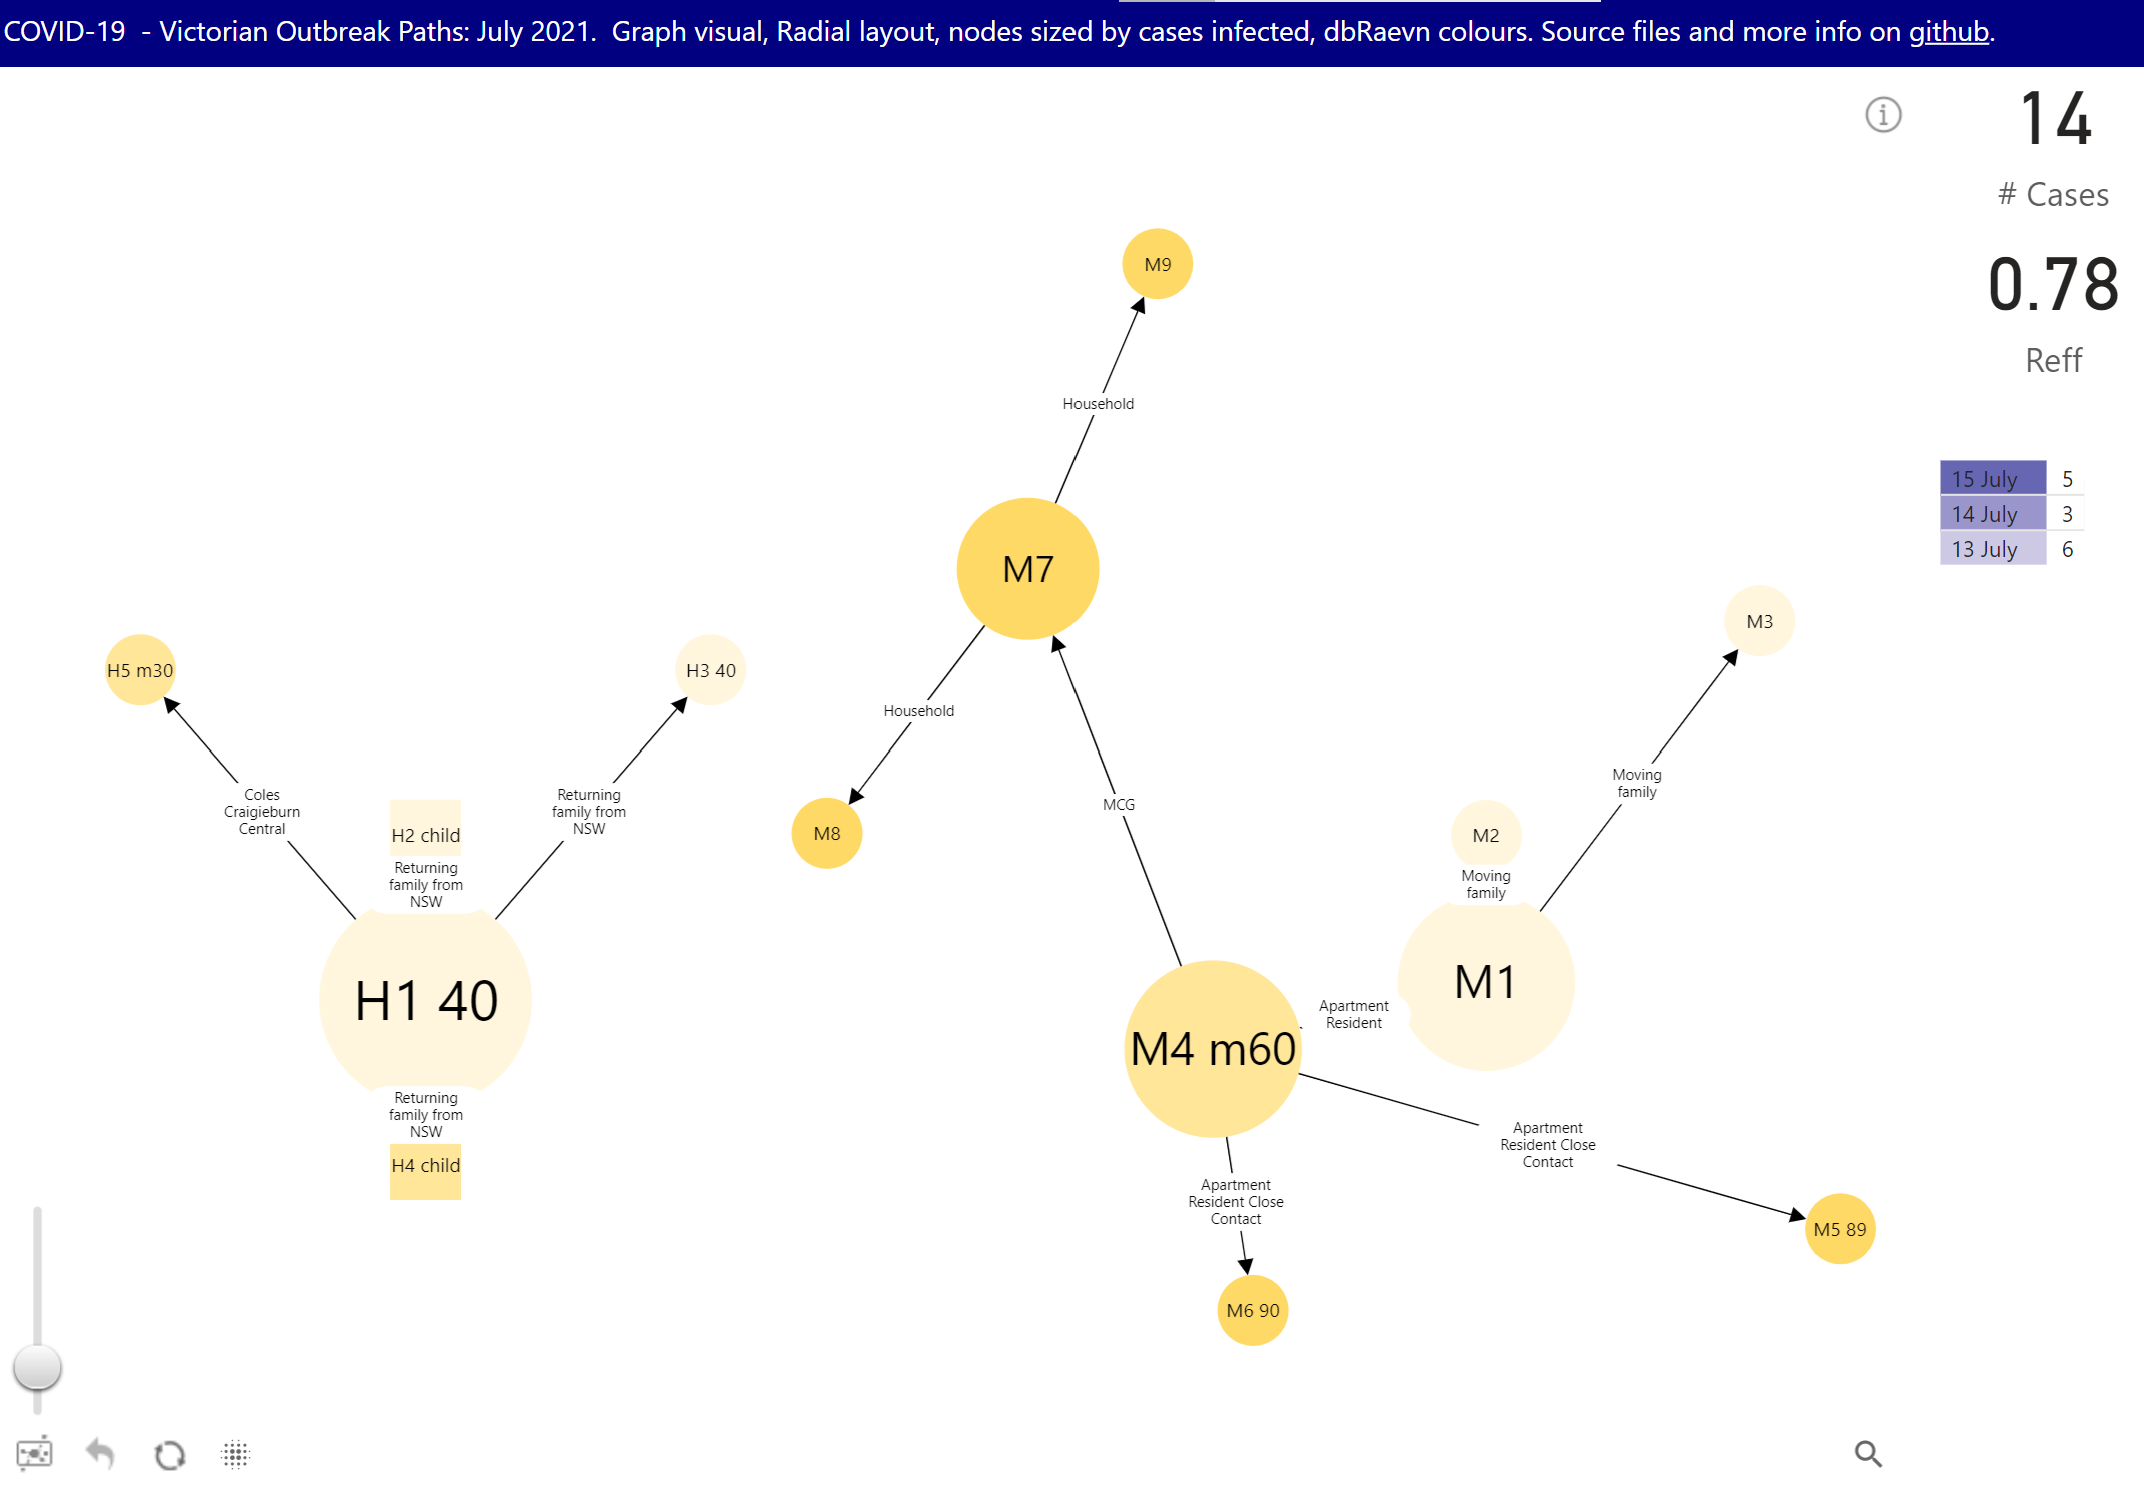 COVID-19  - Victorian Outbreak Paths: July 2021.  Graph visual, Radial layout, nodes sized by cases infected, dbRaevn colours. Source files and more info on github.
14
# Cases
0.78
Reff
15 July 5
14 July 3
13 July 6
M9
Household
M7
Household
M8
MCG
M3
Moving
family
M2
Moving
family
M1
Apartment
Resident
M4 m60
Apartment
Resident Close
Contact
M5 89
Apartment
Resident Close
Contact
M6 90
H5 m30
H3 40
Coles
Craigieburn
Central
Returning
family from
NSW
H2 child
Returning
family from
NSW
H1 40
Returning
family from
NSW
H4 child